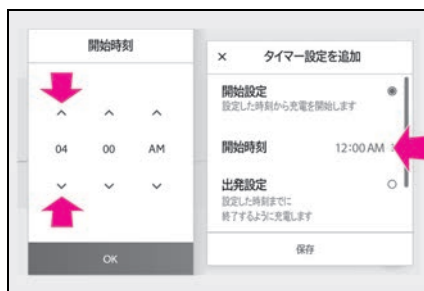 開始時刻
04 00 AM
OK
× タイマー設定を追加
開始設定
設定した時刻から充電を開始します
開始時刻 12:00 AM
出発設定
設定した時刻までに
終了するように充電します
保存